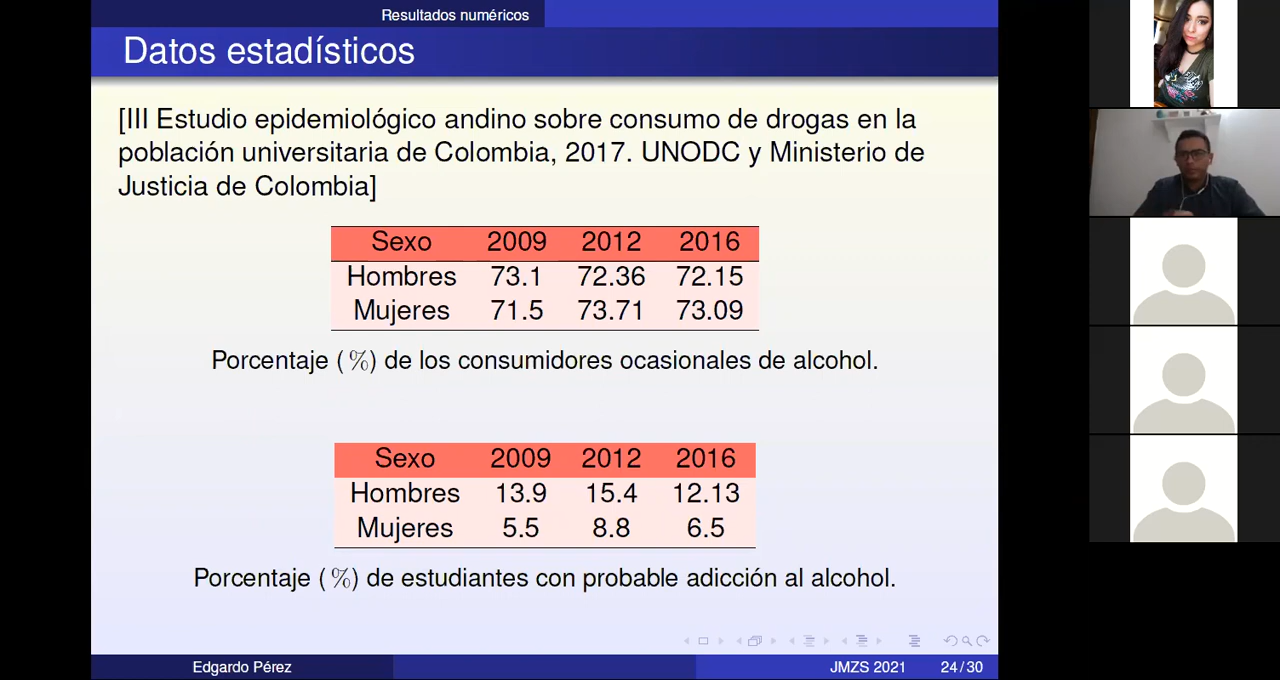 Resultados numéricos
Datos estadísticos
[III Estudio epidemiológico andino sobre consumo de drogas en la
población universitaria de Colombia, 2017. UNODC y Ministerio de
Justicia de Colombia]
Sexo 2009 2012 2016
Hombres 73.1 72.36 72.15
Mujeres 71.5 73.71 73.09
Porcentaje (%) de los consumidores ocasionales de alcohol.
Sexo 2009 2012 2016
Hombres 13.9 15.4 12.13
Mujeres 5.5 8.8 6.5
Porcentaje (%) de estudiantes con probable adicción al alcohol.
Edgardo Pérez JMZS 2021 24/30